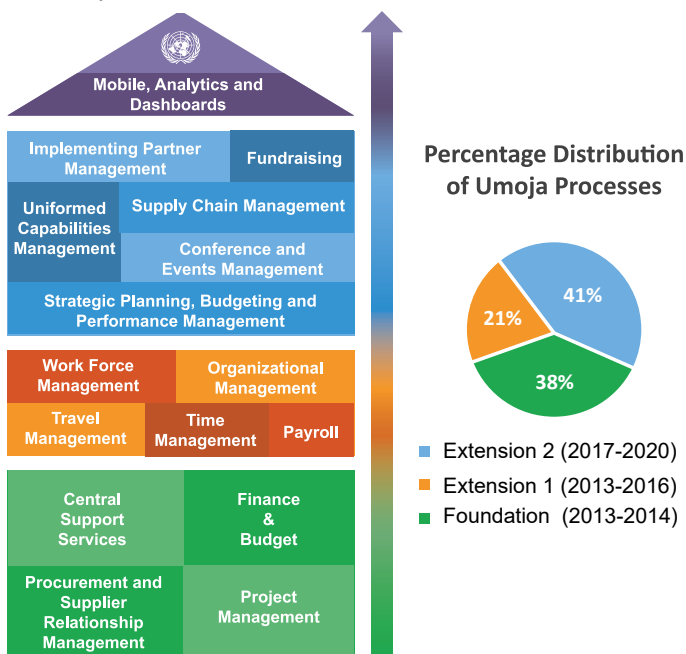 Mobile, Analytics and
Dashboards
Implementing Partner
Management
Fundraising
Uniformed
Capabilities
Management
Supply Chain Management
Conference and
Events Management
Strategic Planning, Budgeting and
Performance Management
Work Force
Management
Organizational
Management
Travel
Management
Time
Management
Payroll
Central
Support
Services
Finance
&
Budget
Procurement and
Supplier
Relationship
Management
Project
Management
Percentage Distribution
of Umoja Processes
41%
21%
38%
Extension 2 (2017-2020)
Extension 1 (2013-2016)
Foundation (2013-2014)